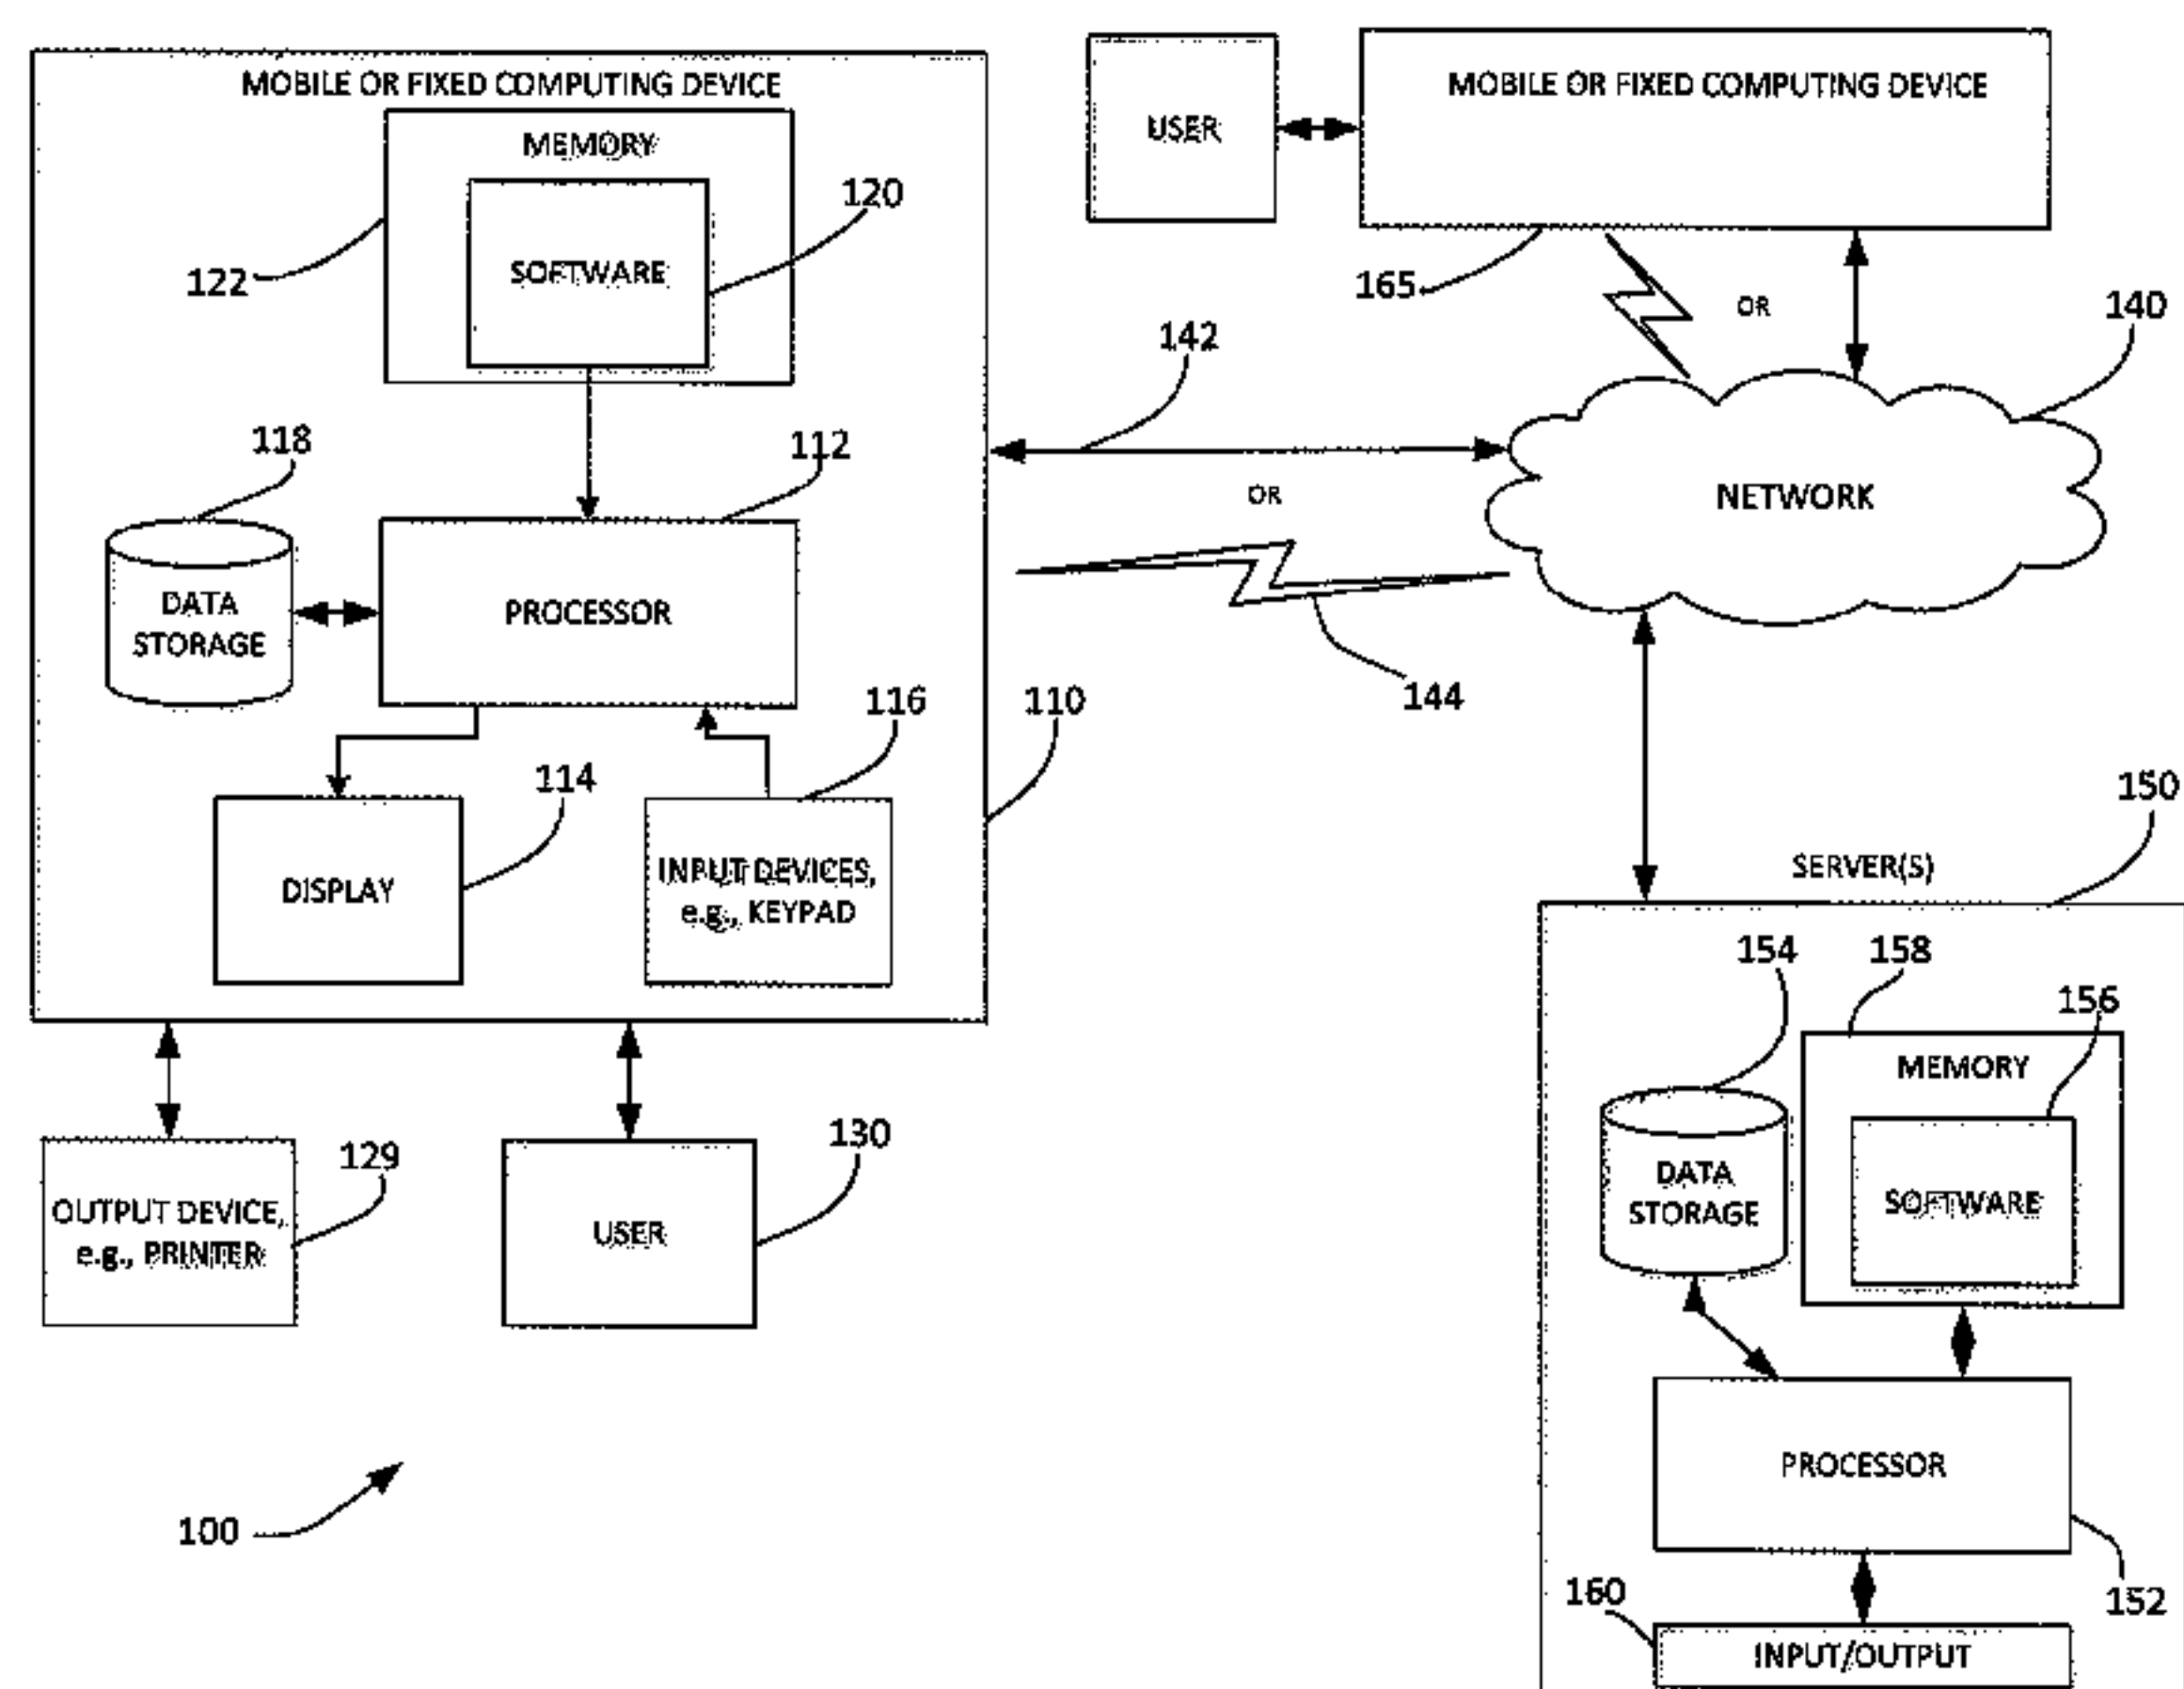 MOBILE OR FIXED COMPUTING DEVICE
MEMORY
SOFTWARE
120
122
118
112
DATA
STORAGE
PROCESSOR
116
110
114
DISPLAY
INPUT DEVICES,
e.g., KEYPAD
129
OUTPUT DEVICE,
e.g., PRINTER
130
USER
100
USER
MOBILE OR FIXED COMPUTING DEVICE
165
OR
140
142
OR
NETWORK
144
150
SERVER(S)
154
158
156
MEMORY
DATA
STORAGE
SOFTWARE
PROCESSOR
152
160
INPUT/OUTPUT